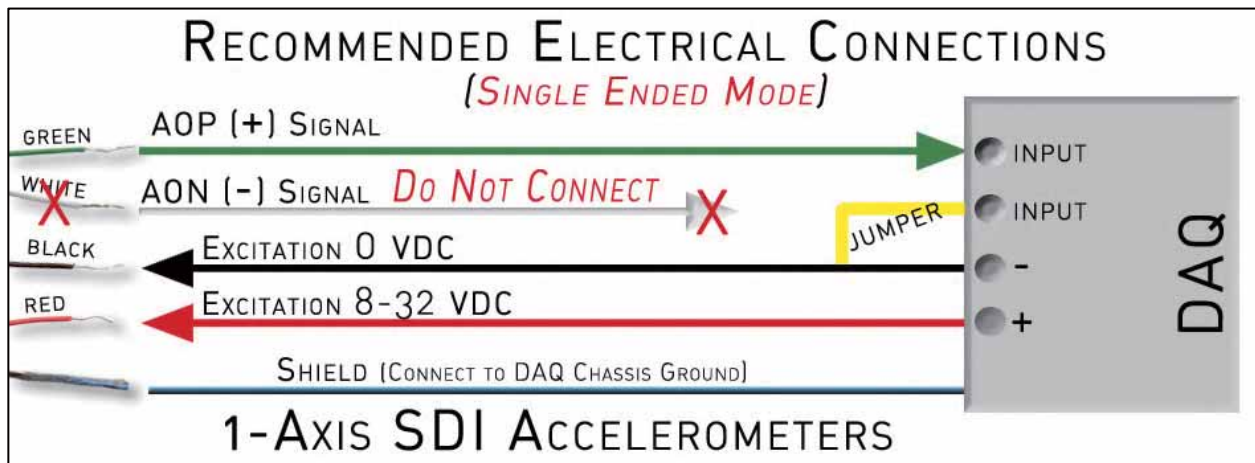 RECOMMENDED ELECTRICAL CONNECTIONS
(SINGLE ENDED MODE)
GREEN
AOP (+) SIGNAL
INPUT
WHITE
AON (-) SIGNAL DO NOT CONNECT
X
X
JUMPER
INPUT
BLACK
EXCITATION 0 VDC
-
RED
EXCITATION 8-32 VDC
+
DAQ
SHIELD (CONNECT TO DAQ CHASSIS GROUND)
1-AXIS SDI ACCELEROMETERS